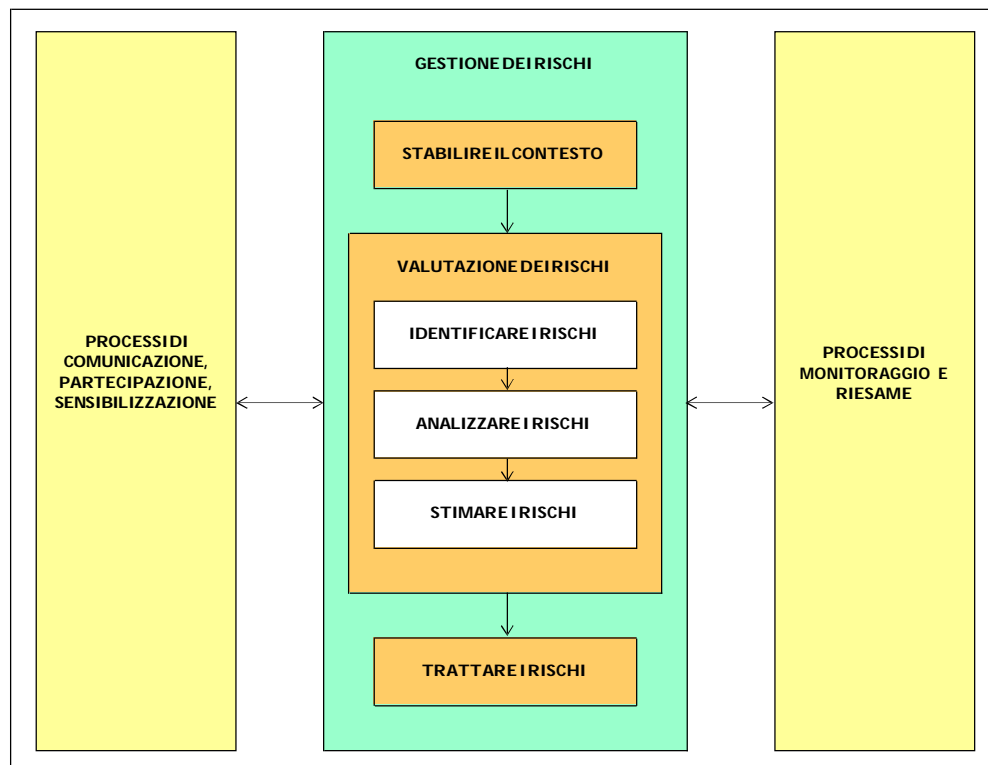 GESTIONE DEI RISCHI
STABILIRE IL CONTESTO
VALUTAZIONE DEI RISCHI
IDENTIFICARE I RISCHI
ANALIZZARE I RISCHI
STIMARE I RISCHI
TRATTARE I RISCHI
PROCESSI DI
COMUNICAZIONE,
PARTECIPAZIONE,
SENSIBILIZZAZIONE
PROCESSI DI
MONITORAGGIO E
RIESAME